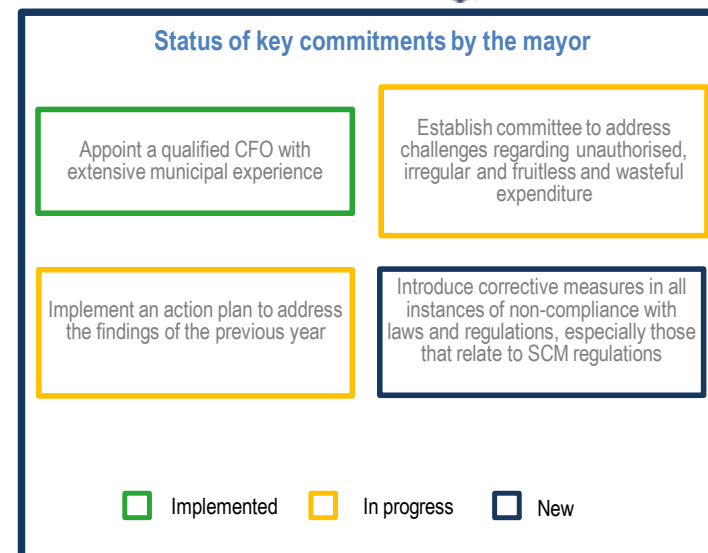 Status of key commitments by the mayor
Appoint a qualified CFO with
extensive municipal experience
Establish committee to address
challenges regarding unauthorised,
irregular and fruitless and wasteful
expenditure
Implement an action plan to address
the findings of the previous year
Introduce corrective measures in all
instances of non-compliance with
laws and regulations, especially those
that relate to SCM regulations
Implemented
In progress
New